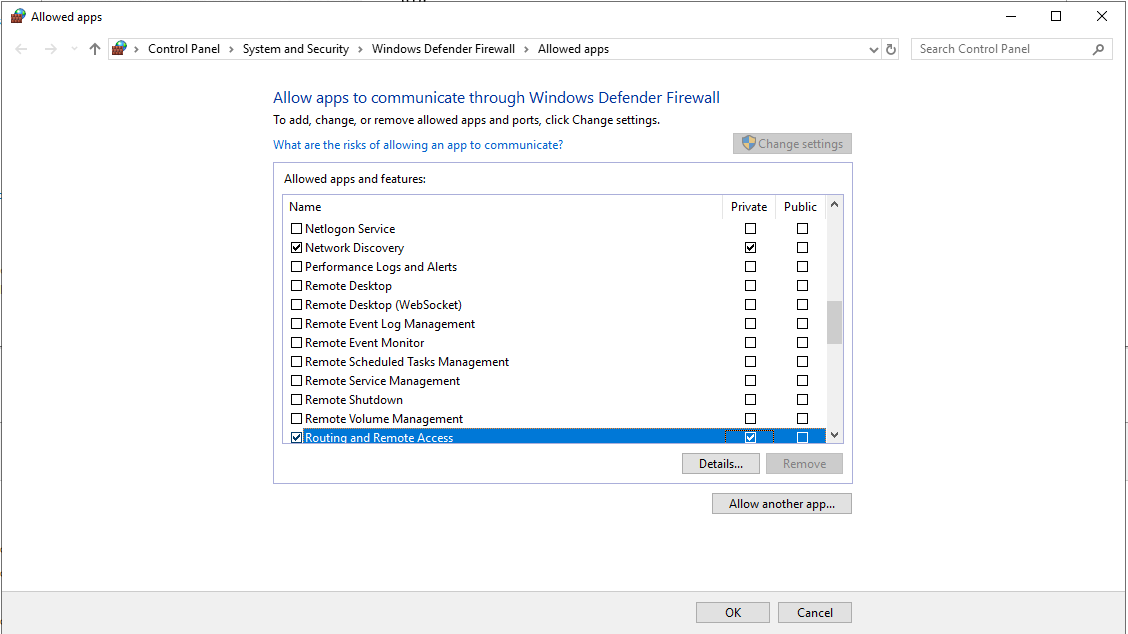 Allowed apps
Control Panel > System and Security > Windows Defender Firewall > Allowed apps
Search Control Panel
Allow apps to communicate through Windows Defender Firewall
To add, change, or remove allowed apps and ports, click Change settings.
What are the risks of allowing an app to communicate?
Change settings
Allowed apps and features:
Name Private Public
Netlogon Service
Network Discovery
Performance Logs and Alerts
Remote Desktop
Remote Desktop (WebSocket)
Remote Event Log Management
Remote Event Monitor
Remote Scheduled Tasks Management
Remote Service Management
Remote Shutdown
Remote Volume Management
Routing and Remote Access
Details... Remove
Allow another app...
OK Cancel